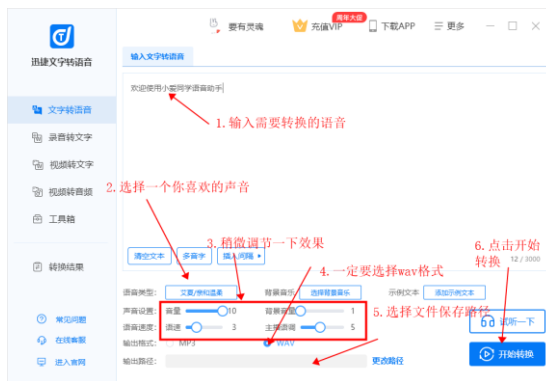 要有灵魂 充值VIP 周年大促 下载APP 三 更多
迅捷文字转语音
输入文字转语音
欢迎使用小爱同学语音助手
1.输入需要转换的语音
文字转语音
录音转文字
视频转文字
视频转音频
工具箱
转换结果
2.选择一个你喜欢的声音
3.稍微调节一下效果
4.一定要选择wav格式
6.点击开始
转换
清空文本 多音字 插入间隔
12 / 3000
语音类型: 艾夏/亲和温柔 背景音乐: 选择背景音乐 示例文本 添加示例文本
声音设置: 音量 10 背景音量 1
5.选择文件保存路径
语音速度: 语速 3 主播语调 5
试听一下
输出格式: MP3 WAV
输出路径: 更改路径
开始转换
常见问题
在线客服
进入官网